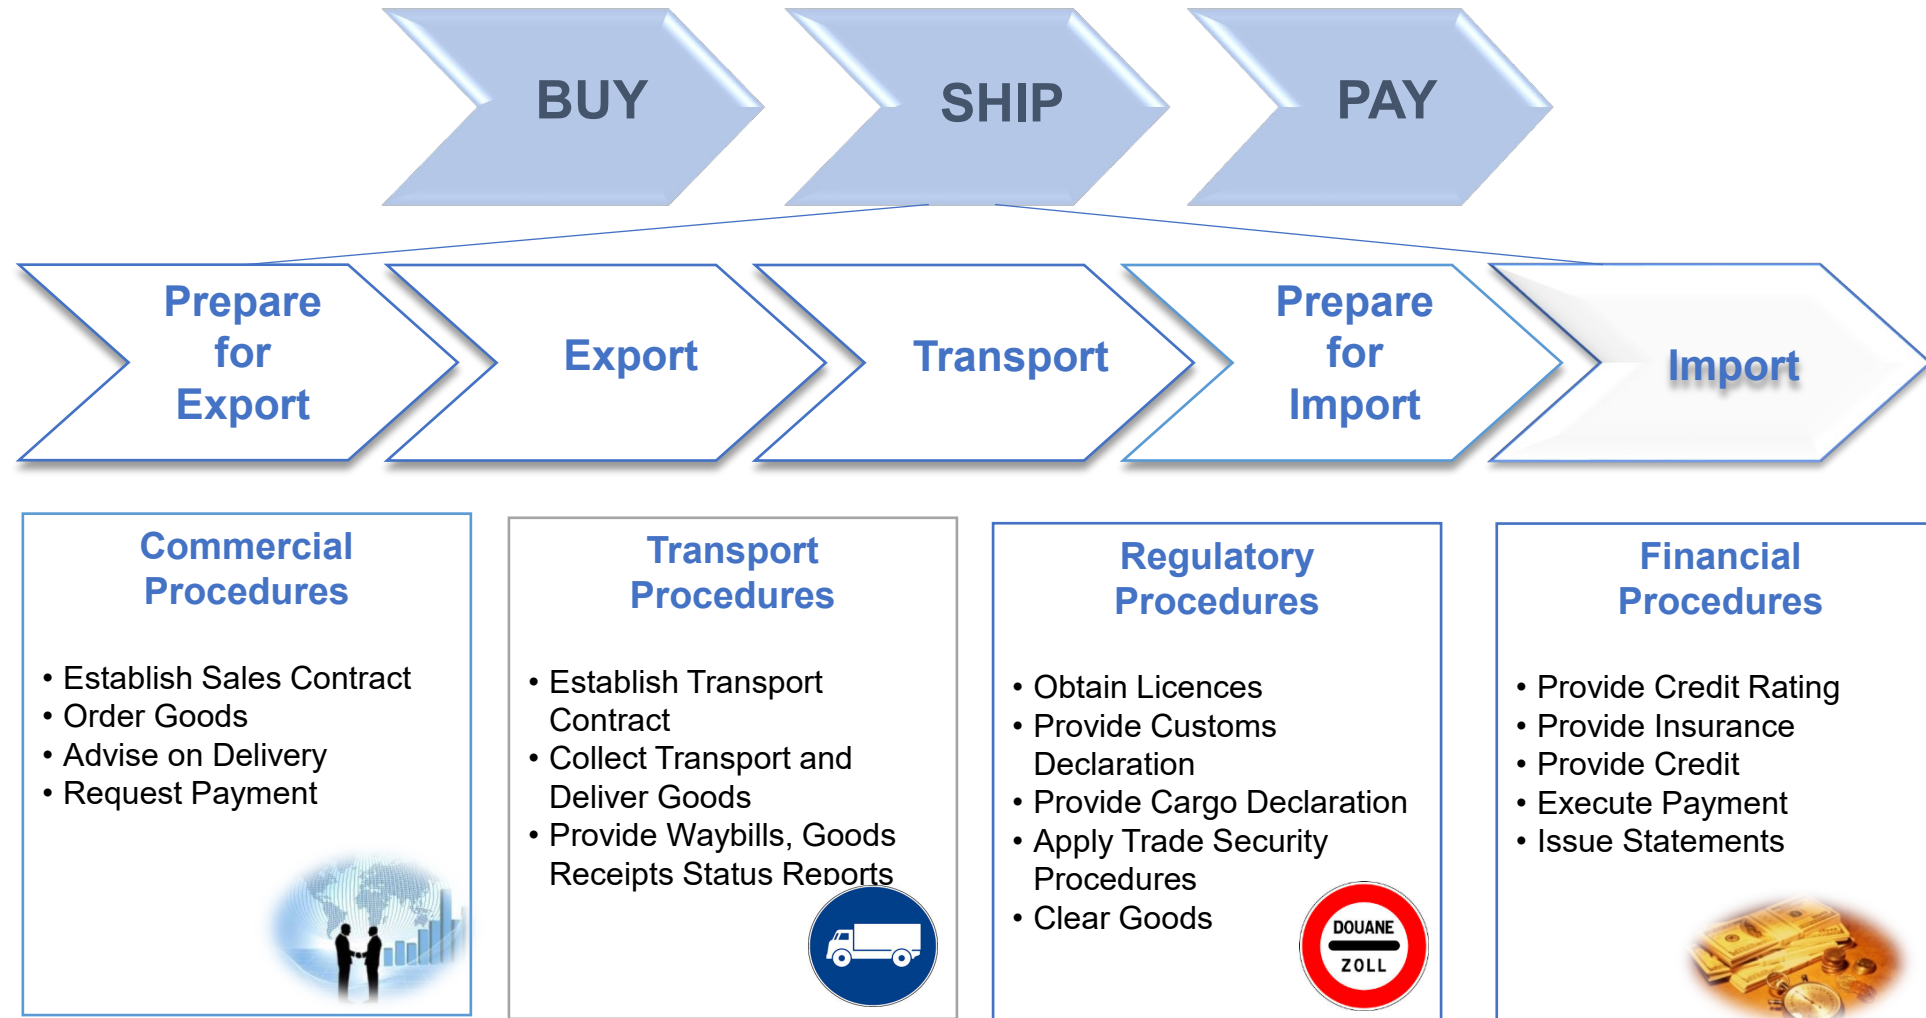 BUY
SHIP
PAY
Prepare
for
Export
Export
Transport
Prepare
for
Import
Import
Commercial
Procedures
• Establish Sales Contract
• Order Goods
• Advise on Delivery
• Request Payment
Transport
Procedures
• Establish Transport
Contract
• Collect Transport and
Deliver Goods
• Provide Waybills, Goods
Receipts Status Reports
Regulatory
Procedures
• Obtain Licences
• Provide Customs
Declaration
• Provide Cargo Declaration
• Apply Trade Security
Procedures
• Clear Goods
DOUANE
ZOLL
Financial
Procedures
• Provide Credit Rating
• Provide Insurance
• Provide Credit
• Execute Payment
• Issue Statements